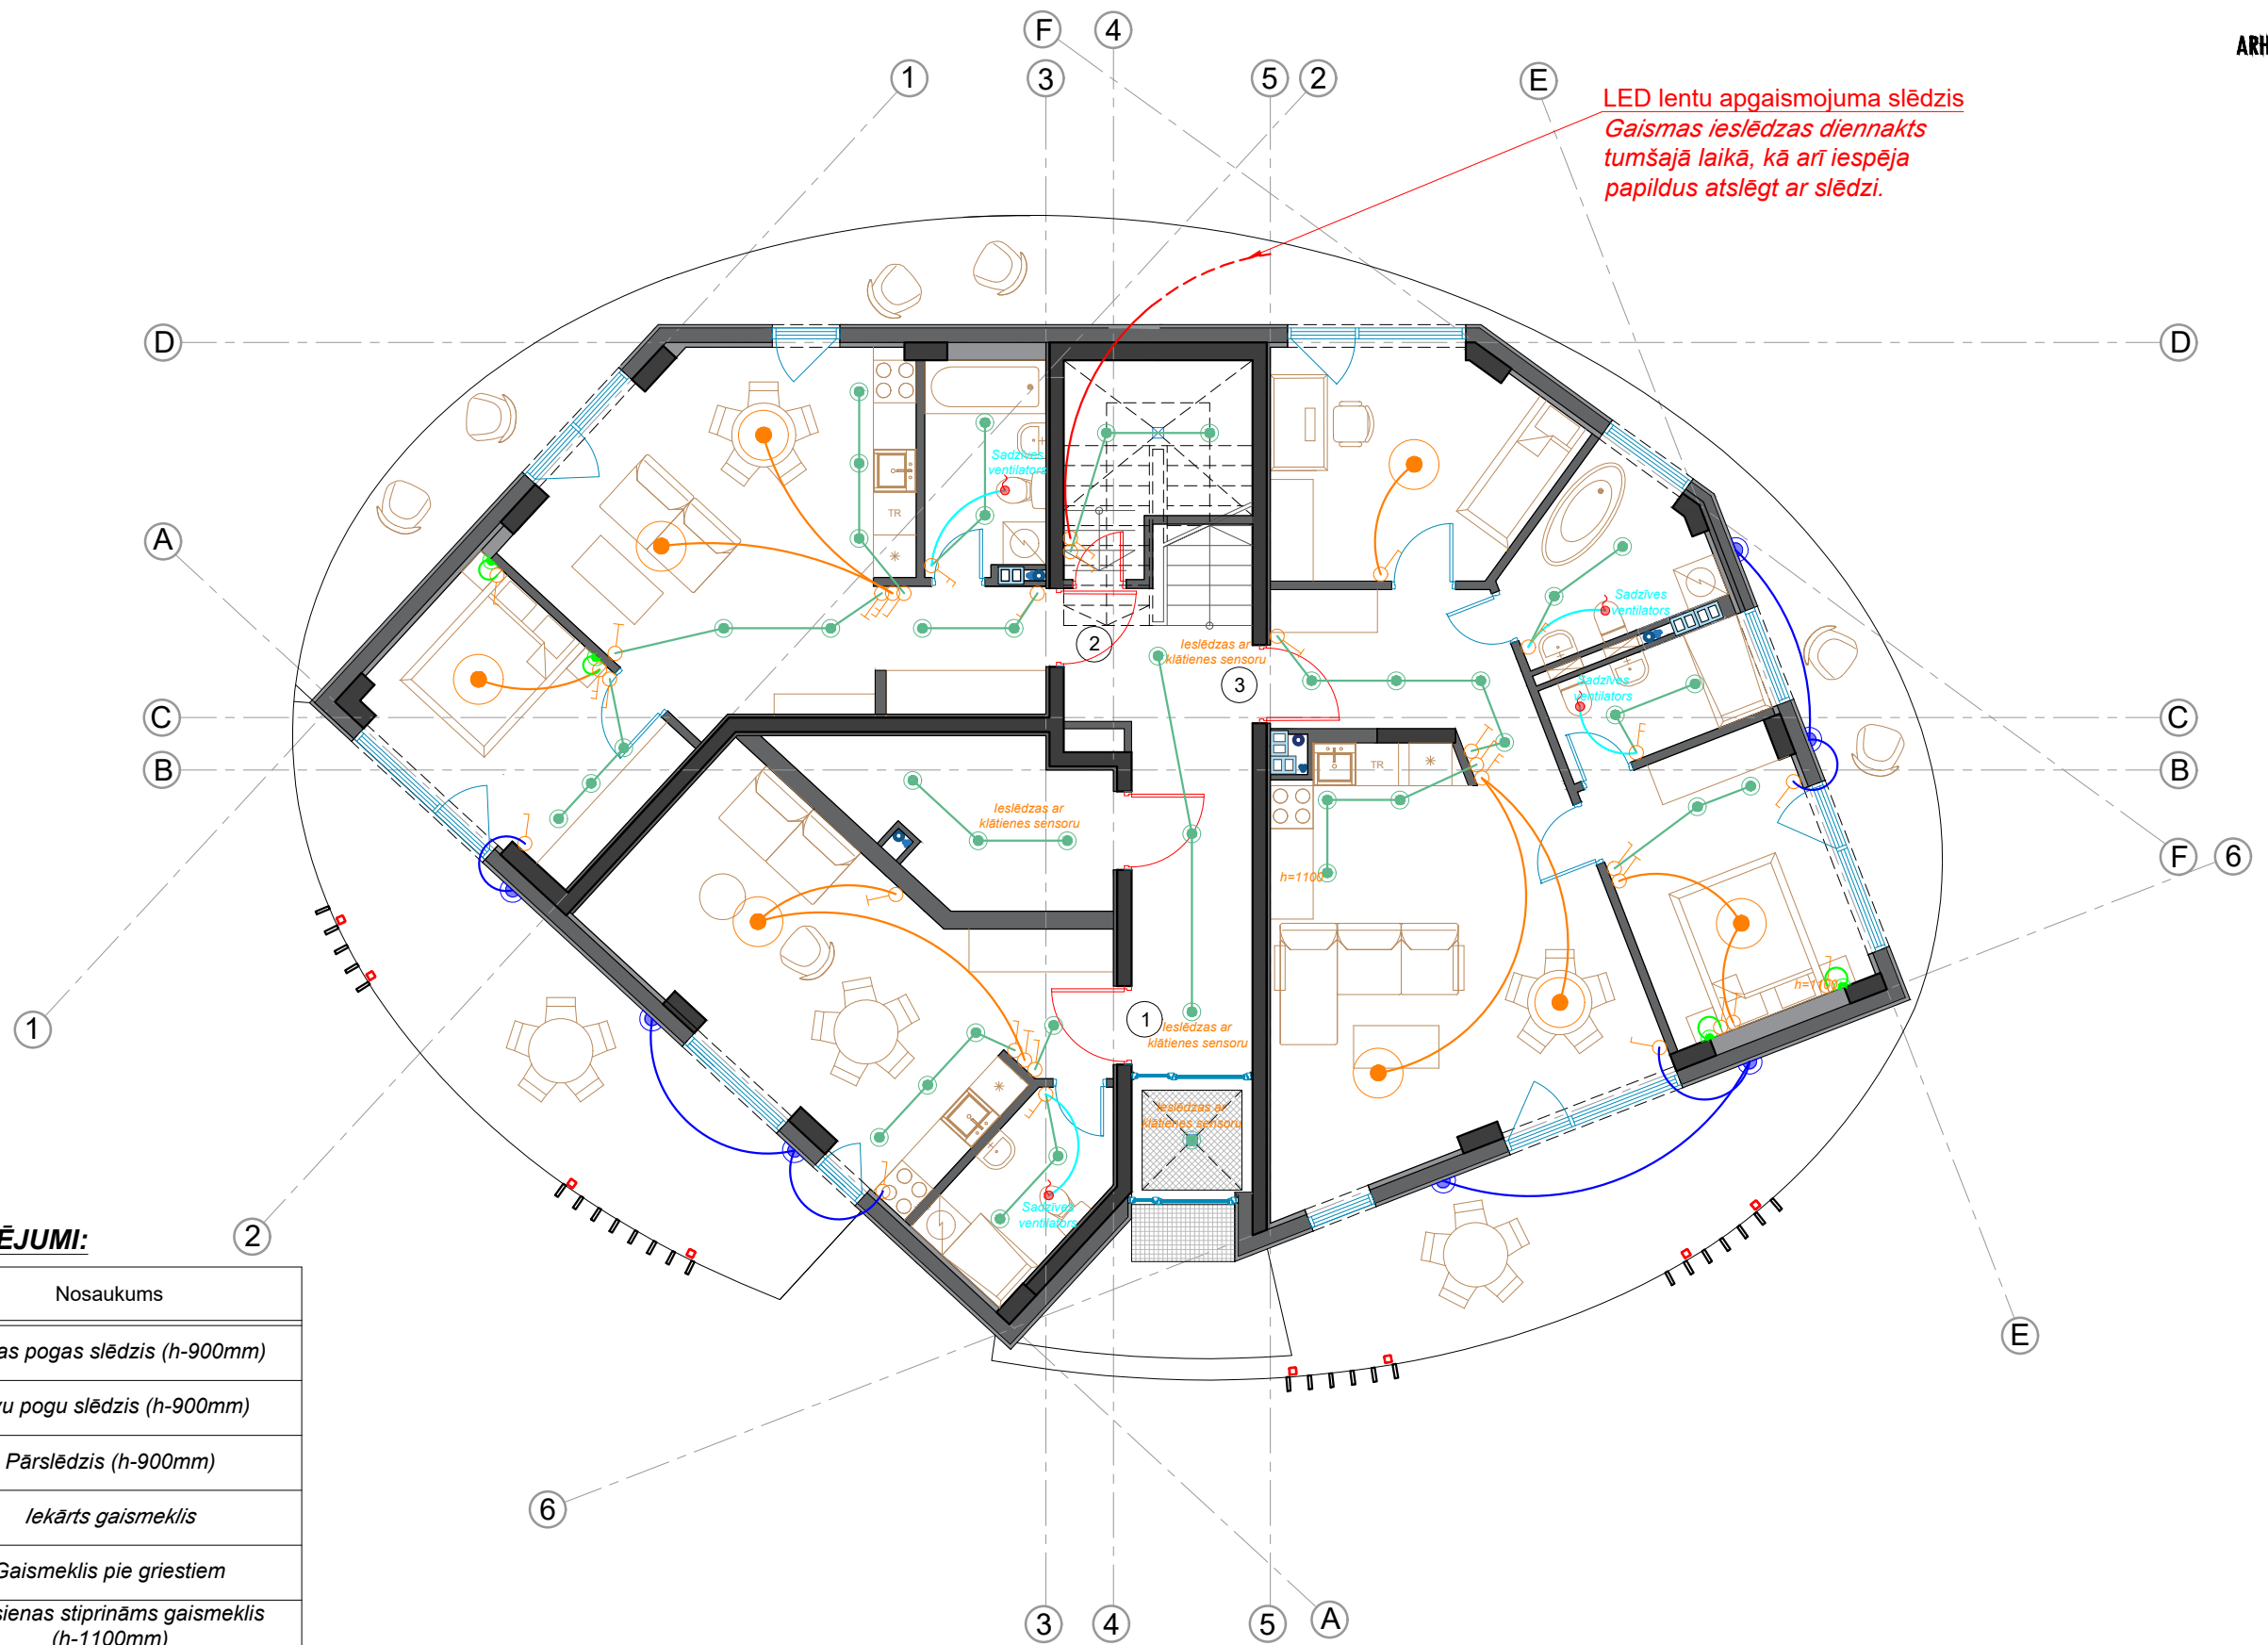 ARH
F
4
1
3
5
2
E
LED lentu apgaismojuma slēdzis
Gaismas ieslēdzas diennakts
tumšajā laikā, kā arī iespēja
papildus atslēgt ar slēdzi.
D
D
Sadzīves
ventilators
TR
A
Sadzīves
ventilators
2
Ieslēdzas ar
klātienes sensoru
3
Sadzīves
ventilators
C
C
B
B
TR
Ieslēdzas ar
klātienes sensoru
h=1100
F
6
h=1100
1
1
Ieslēdzas ar
klātienes sensoru
Ieslēdzas ar
klātienes sensoru
Sadzīves
ventilators
2
ĒJUMI:
Nosaukums
as pogas slēdzis (h-900mm)
u pogu slēdzis (h-900mm)
Pārslēdzis (h-900mm)
Iekārts gaismeklis
Gaismeklis pie griestiem
sienas stiprināms gaismeklis
(h-1100mm)
E
6
3
4
5
A